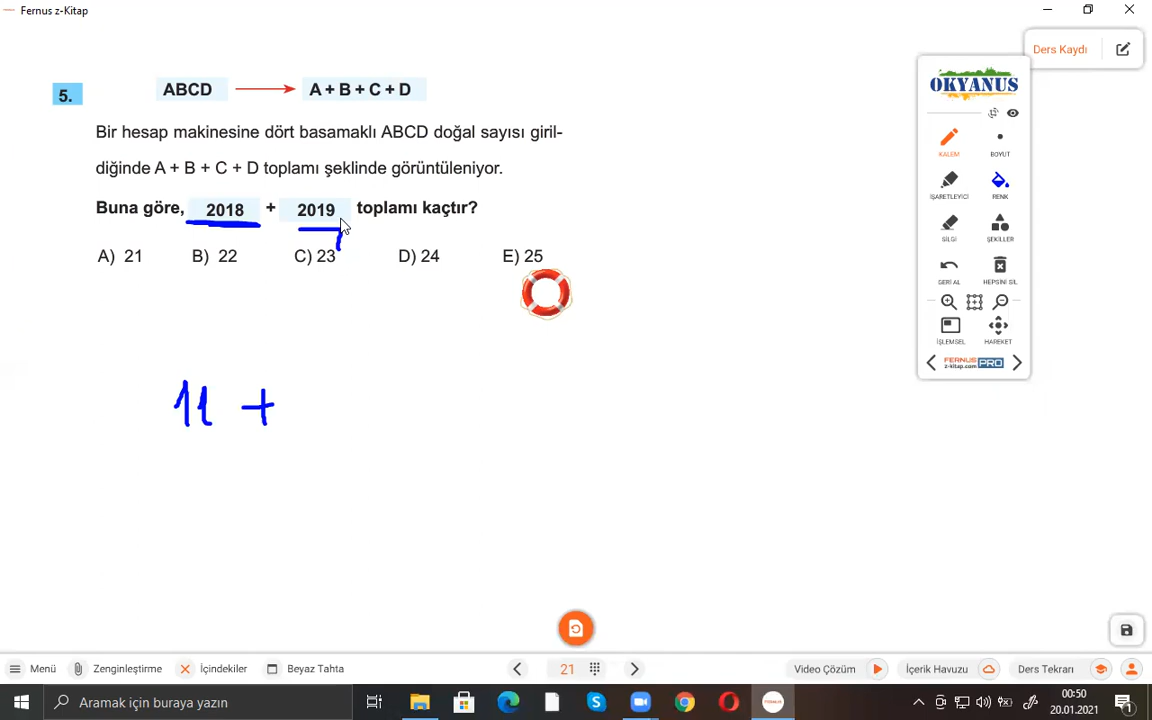 Fernus z-Kitap
Ders Kaydı
5.
ABCD
A + B + C + D
Bir hesap makinesine dört basamaklı ABCD doğal sayısı giril-
diğinde A + B + C + D toplamı şeklinde görüntüleniyor.
Buna göre, 2018 + 2019 toplamı kaçtır?
A) 21 B) 22 C) 23 D) 24 E) 25
11 +
OKYANUS
KALEM BOYUT
İŞARETLEYİCİ RENK
SİLGİ ŞEKİLLER
GERİ AL HEPSİNİ SİL
İŞLEMSEL HAREKET
FERNUS PRO
z-kitap.com
Menü Zenginleştirme İçindekiler Beyaz Tahta 21 Video Çözüm İçerik Havuzu Ders Tekrarı
Aramak için buraya yazın
00:50
20.01.2021
1